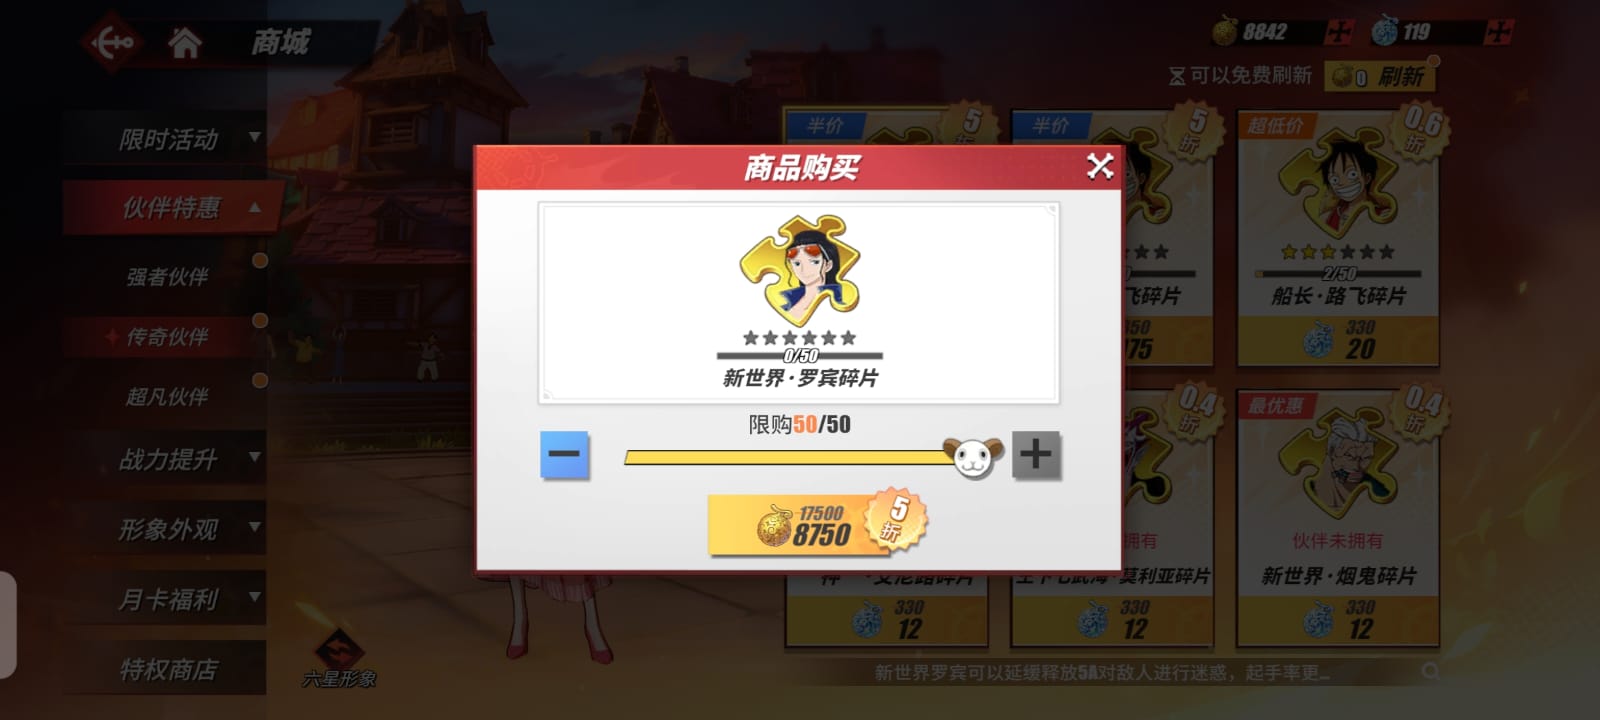 商城
8842
119
可以免费刷新
0 刷新
限时活动
伙伴特惠
强者伙伴
传奇伙伴
超凡伙伴
战力提升
形象外观
月卡福利
特权商店
六星形象
半价
5折
半价
5折
超低价
0.6折
商品购买
0/50
新世界·罗宾碎片
限购50/50
17500
8750
5折
飞碎片
350
175
2/50
船长·路飞碎片
330
20
0.4折
最优惠
0.4折
拥有
伙伴未拥有
莫利亚碎片
新世界·烟鬼碎片
330
12
330
12
330
12
新世界罗宾可以延缓释放5A对敌人进行迷惑，起手率更...